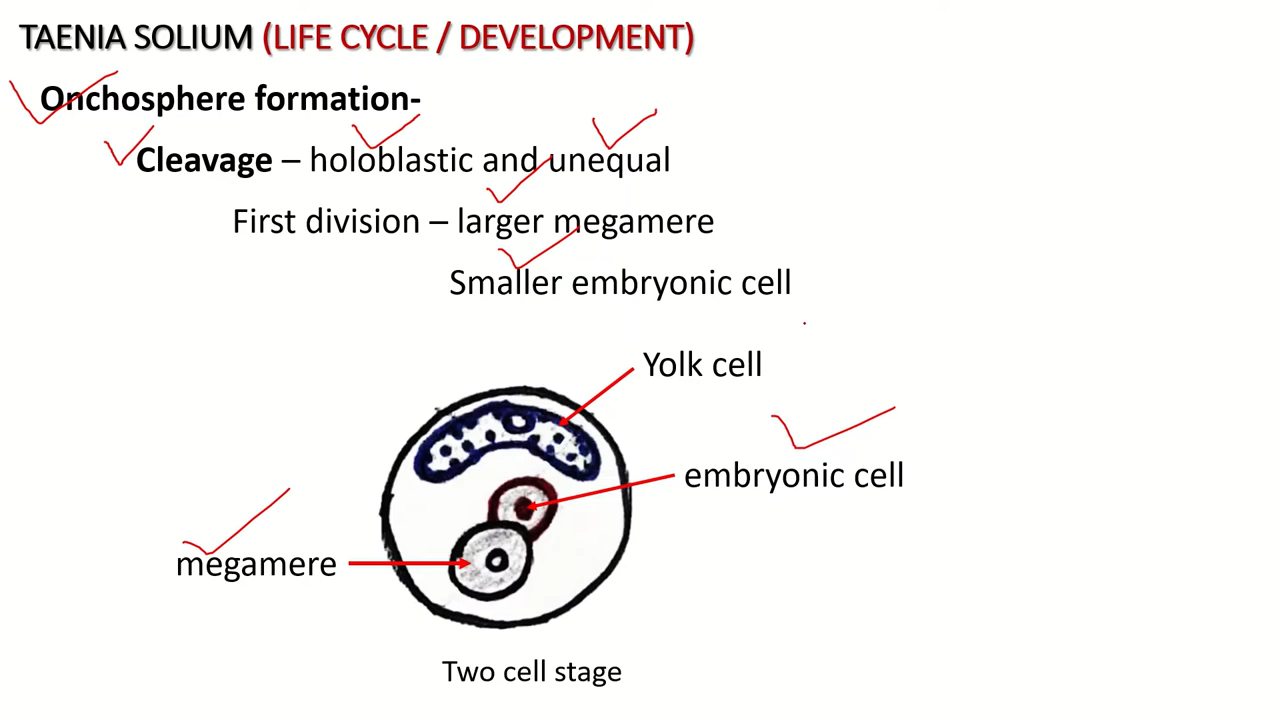 TAENIA SOLIUM (LIFE CYCLE / DEVELOPMENT)
Onchosphere formation-
Cleavage – holoblastic and unequal
First division – larger megamere
Smaller embryonic cell
Yolk cell
embryonic cell
megamere
Two cell stage